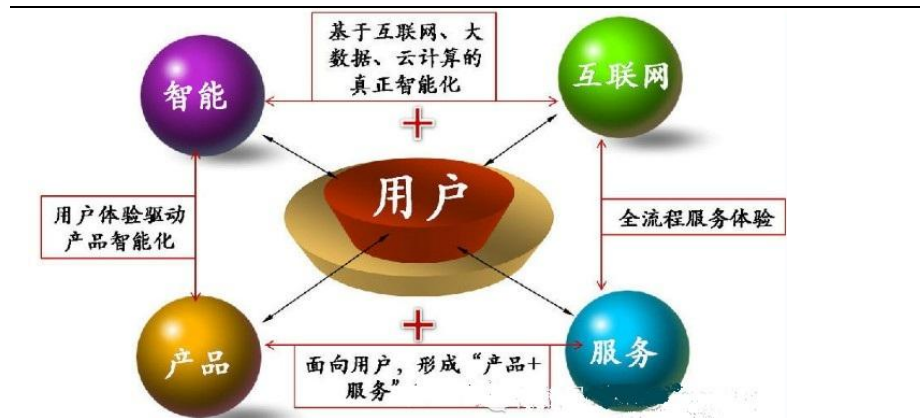 基于互联网、大
数据、云计算的
真正智能化
智能
互联网
+
用户
用户体验驱动
产品智能化
全流程服务体验
+
产品
服务
面向用户，形成“产品+
服务”